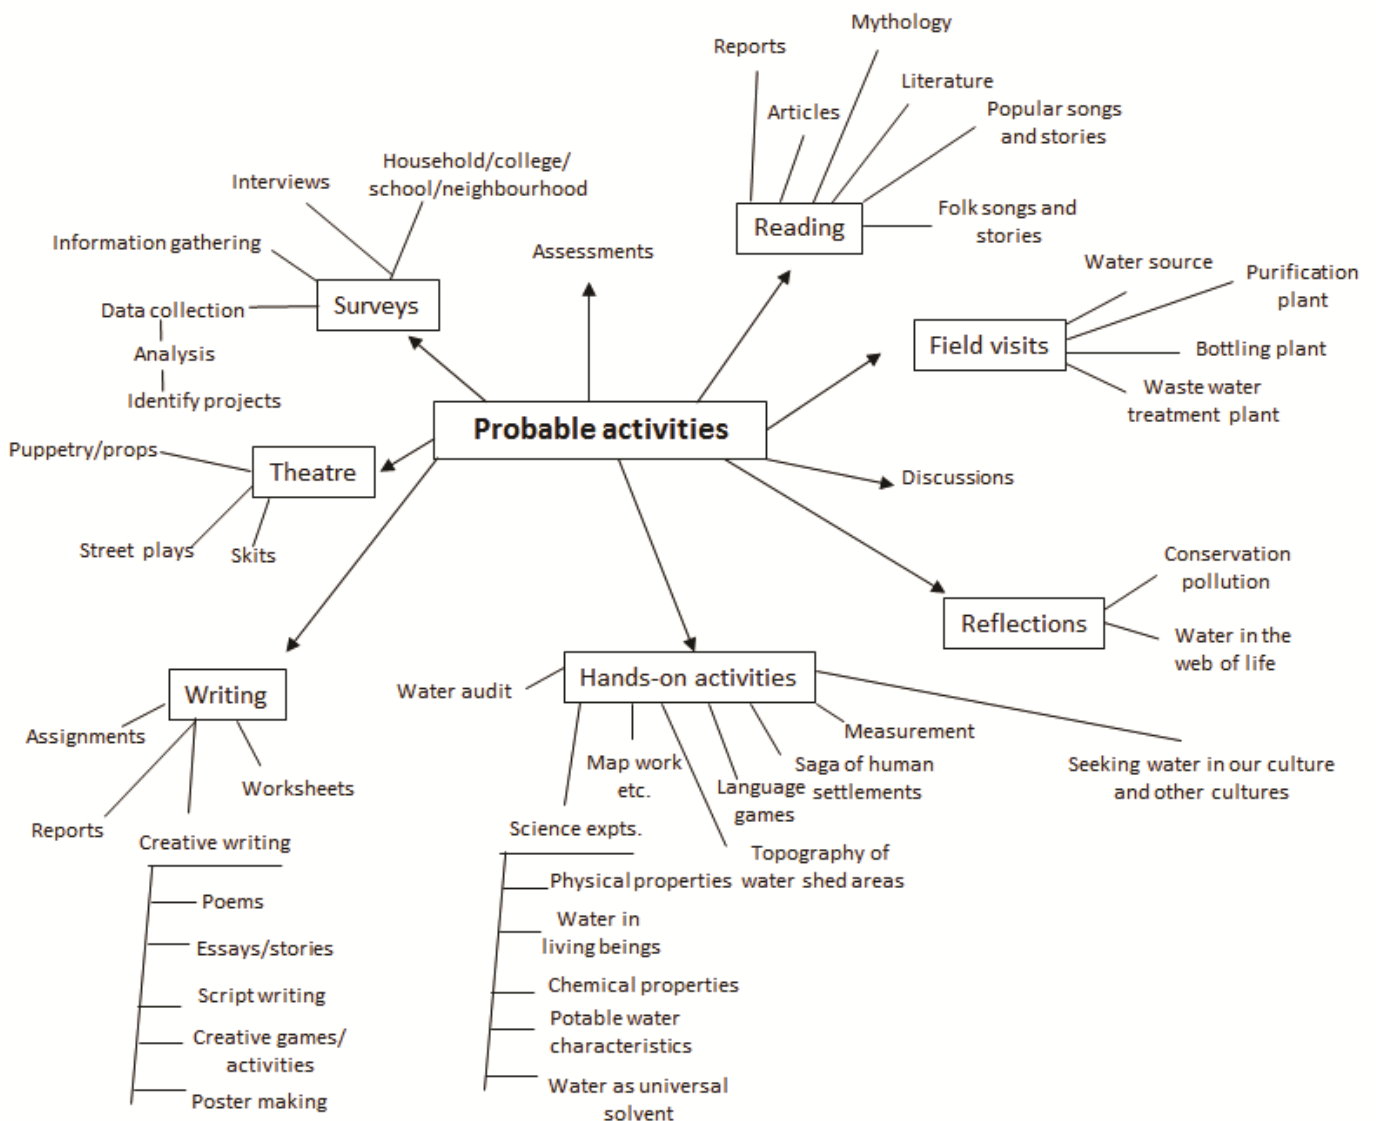 Mythology
Reports
Literature
Articles
Popular songs
and stories
Household/college/
school/neighbourhood
Interviews
Reading
Folk songs and
stories
Information gathering
Assessments
Water source
Purification
plant
Surveys
Data collection
Analysis
Identify projects
Field visits
Bottling plant
Waste water
treatment plant
Probable activities
Puppetry/props
Theatre
Street plays
Skits
Discussions
Conservation
pollution
Reflections
Water in the
web of life
Writing
Assignments
Reports
Worksheets
Creative writing
Poems
Essays/stories
Script writing
Creative games/
activities
Poster making
Hands-on activities
Water audit
Measurement
Map work
etc.
Language
games
Saga of human
settlements
Seeking water in our culture
and other cultures
Topography of
water shed areas
Science expts.
Physical properties
Water in
living beings
Chemical properties
Potable water
characteristics
Water as universal
solvent